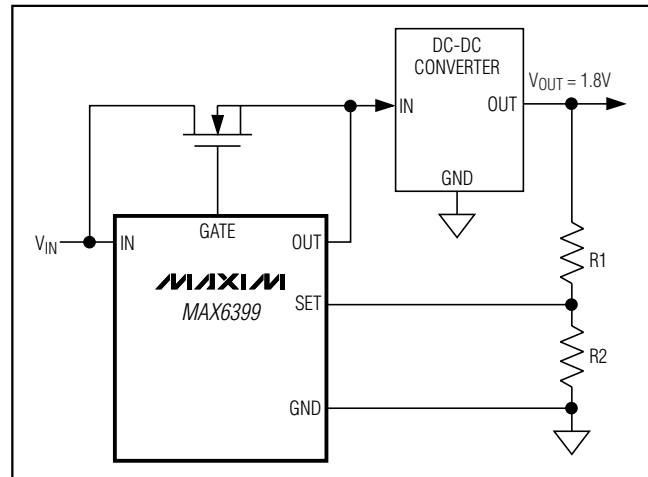 DC-DC
CONVERTER
V_OUT = 1.8V
IN
OUT
GND
GATE
V_IN
IN
OUT
MAXIM
MAX6399
SET
R1
R2
GND